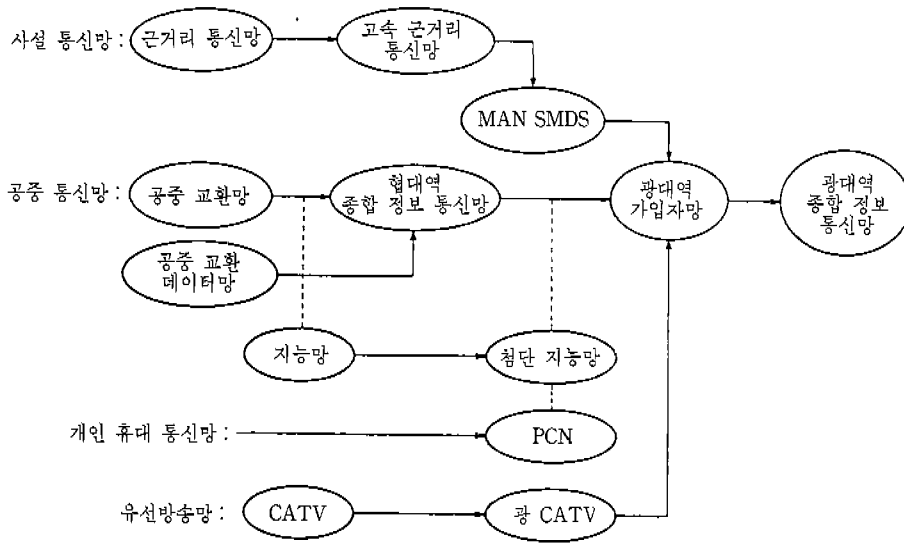 사설 통신망 :
근거리 통신망
고속 근거리
통신망
MAN SMDS
공중 통신망 :
공중 교환망
협대역
종합 정보 통신망
광대역
가입자망
광대역
종합 정보
통신망
공중 교환
데이터망
지능망
첨단 지능망
개인 휴대 통신망 :
PCN
유선방송망 :
CATV
광 CATV